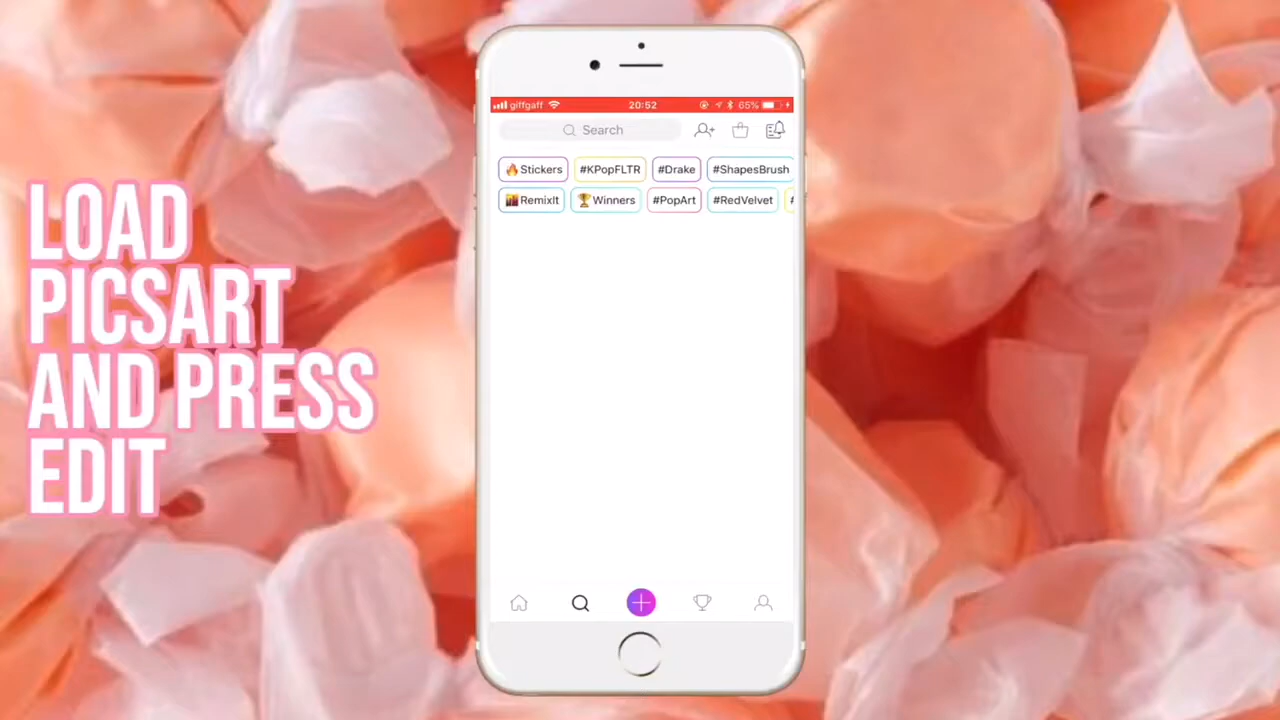 LOAD
PICSART
AND PRESS
EDIT
giffgaff 20:52 65%
Search
Stickers #KPopFLTR #Drake #ShapesBrush
RemixIt Winners #PopArt #RedVelvet #